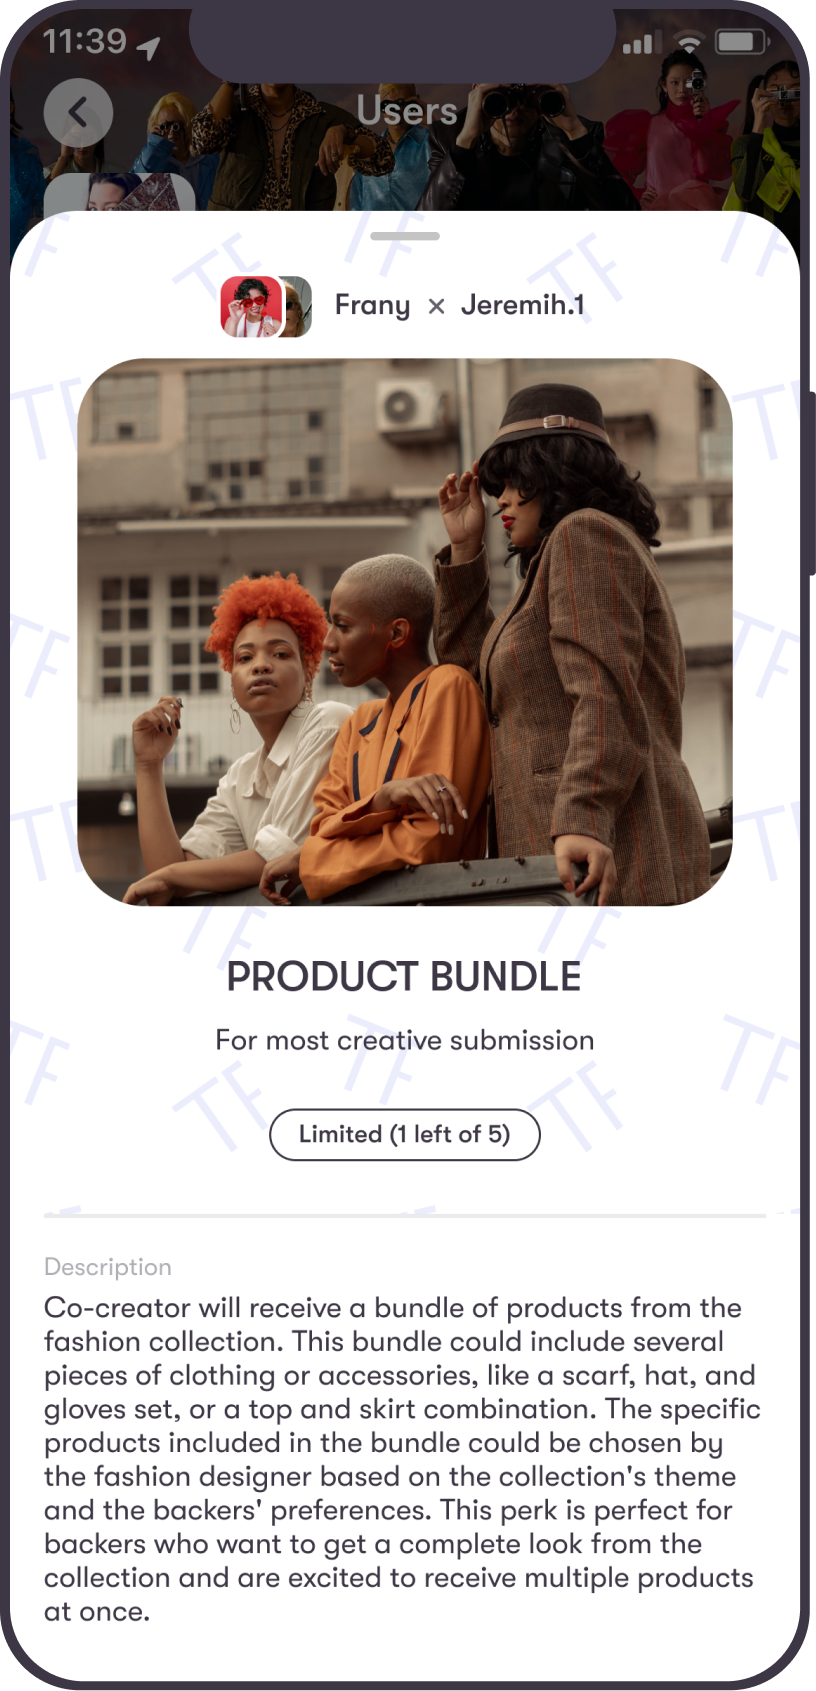 11:39
Users
Frany × Jeremih.1
PRODUCT BUNDLE
For most creative submission
Limited (1 left of 5)
Description
Co-creator will receive a bundle of products from the
fashion collection. This bundle could include several
pieces of clothing or accessories, like a scarf, hat, and
gloves set, or a top and skirt combination. The specific
products included in the bundle could be chosen by
the fashion designer based on the collection's theme
and the backers' preferences. This perk is perfect for
backers who want to get a complete look from the
collection and are excited to receive multiple products
at once.